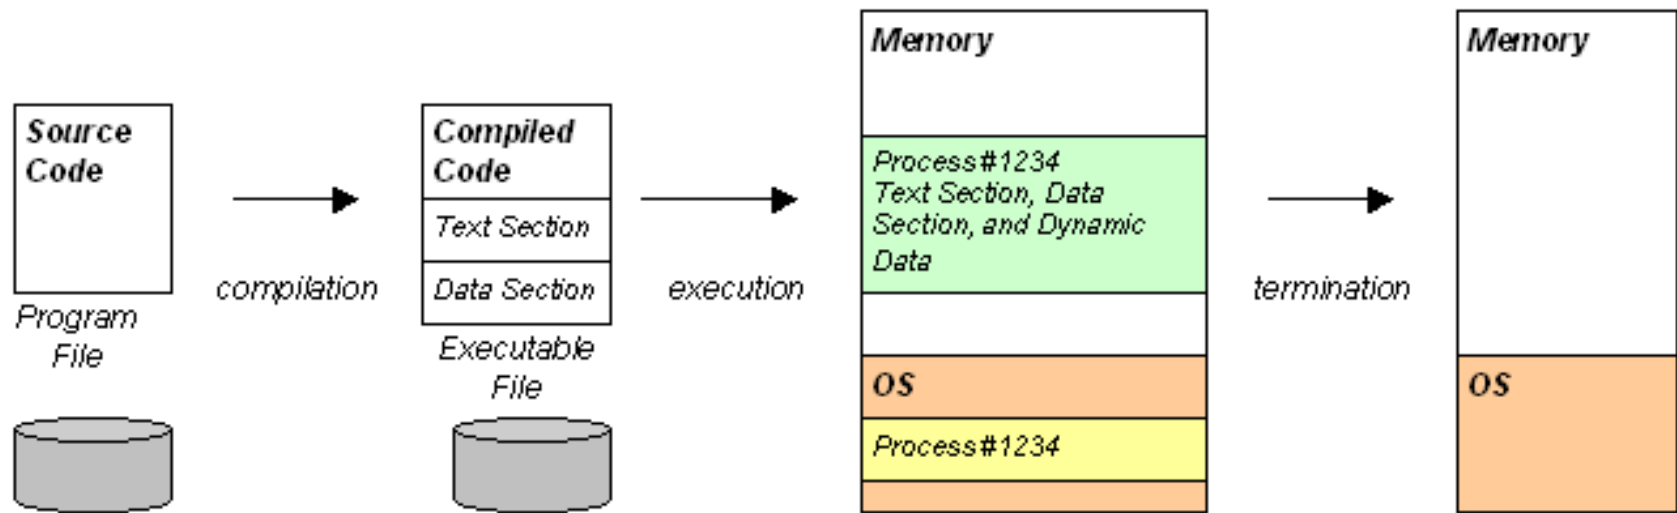 Source
Code
Program
File
compilation
Compiled
Code
Text Section
Data Section
Executable
File
execution
Memory
Process#1234
Text Section, Data
Section, and Dynamic
Data
OS
Process#1234
termination
Memory
OS